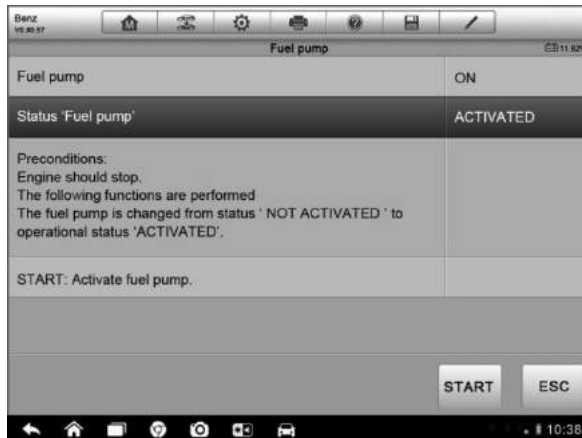 Benz
Fuel pump
Fuel pump ON
Status 'Fuel pump' ACTIVATED
Preconditions:
Engine should stop.
The following functions are performed
The fuel pump is changed from status ' NOT ACTIVATED ' to
operational status 'ACTIVATED'.
START: Activate fuel pump.
START ESC
10:38